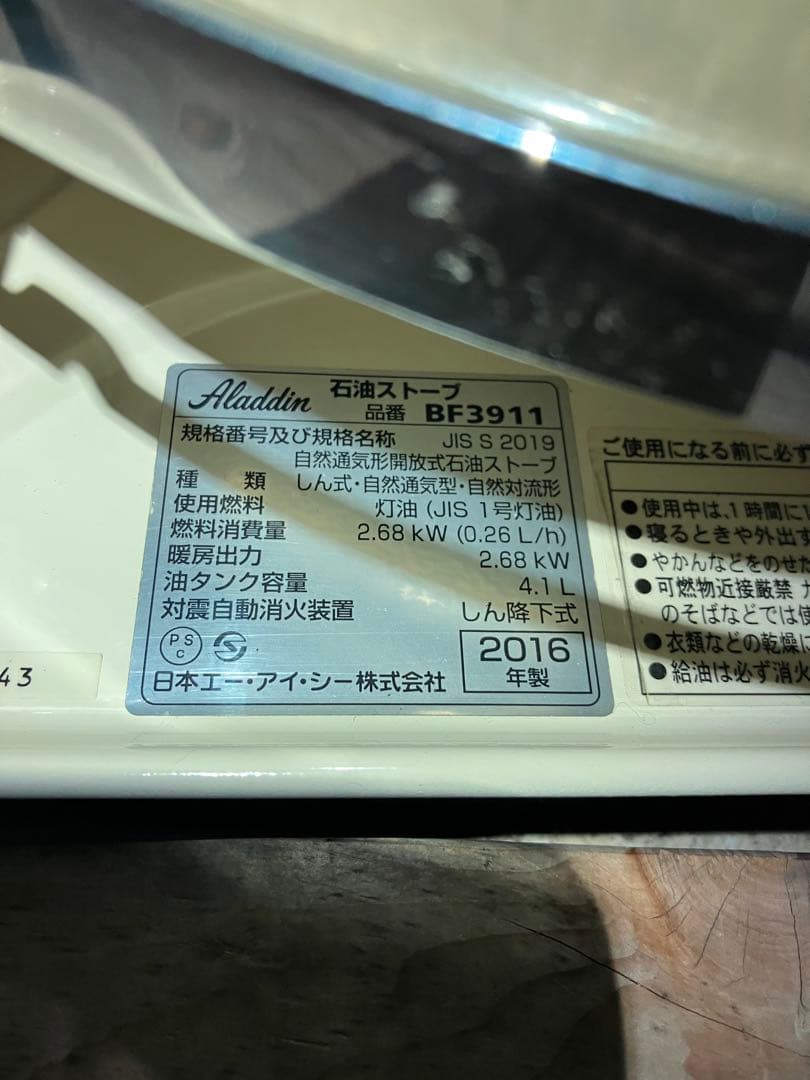 Aladdin 石油ストーブ
品番 BF3911
規格番号及び規格名称 JIS S 2019
自然通気形開放式石油ストーブ
種 類 しん式・自然通気型・自然対流形
使用燃料 灯油 (JIS 1号灯油)
燃料消費量 2.68 kW (0.26 L/h)
暖房出力 2.68 kW
油タンク容量 4.1 L
対震自動消火装置 しん降下式
PS
C
2016
年製
日本エー・アイ・シー株式会社
43
ご使用になる前に必ず
●使用中は、1時間に1
●寝るときや外出す
●やかんなどをのせた
●可燃物近接厳禁
のそばなどでは使
●衣類などの乾燥に
●給油は必ず消火